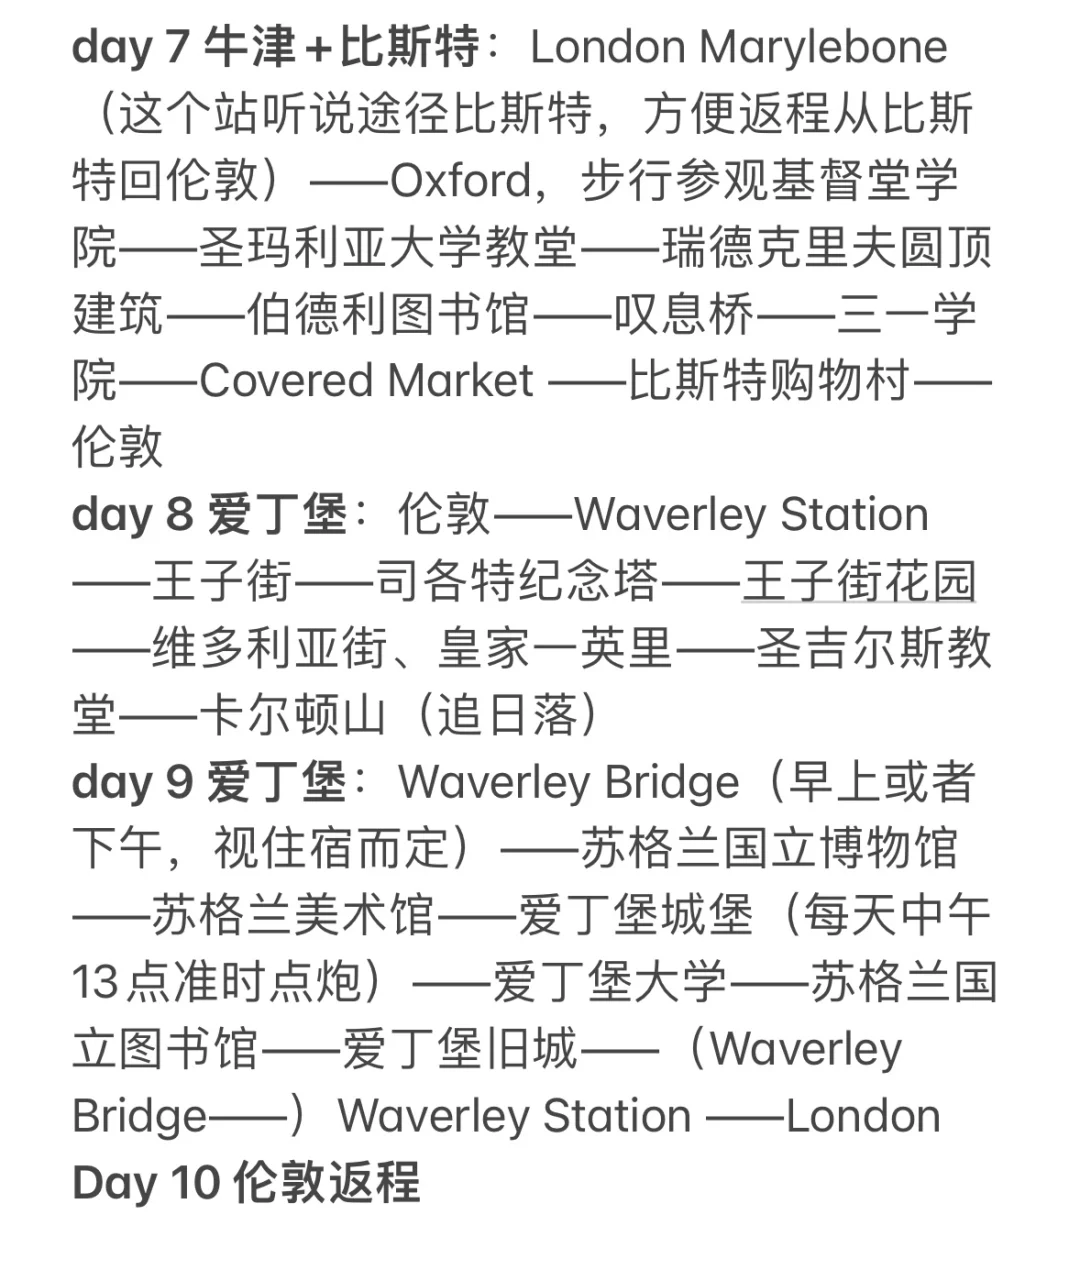 day 7 牛津+比斯特：London Marylebone
（这个站听说途径比斯特，方便返程从比斯
特回伦敦）——Oxford，步行参观基督堂学
院——圣玛利亚大学教堂——瑞德克里夫圆顶
建筑——伯德利图书馆——叹息桥——三一学
院——Covered Market ——比斯特购物村——
伦敦
day 8 爱丁堡：伦敦——Waverley Station
——王子街——司各特纪念塔——王子街花园
——维多利亚街、皇家一英里——圣吉尔斯教
堂——卡尔顿山（追日落）
day 9 爱丁堡：Waverley Bridge（早上或者
下午，视住宿而定）——苏格兰国立博物馆
——苏格兰美术馆——爱丁堡城堡（每天中午
13点准时点炮）——爱丁堡大学——苏格兰国
立图书馆——爱丁堡旧城——（Waverley
Bridge——）Waverley Station ——London
Day 10 伦敦返程